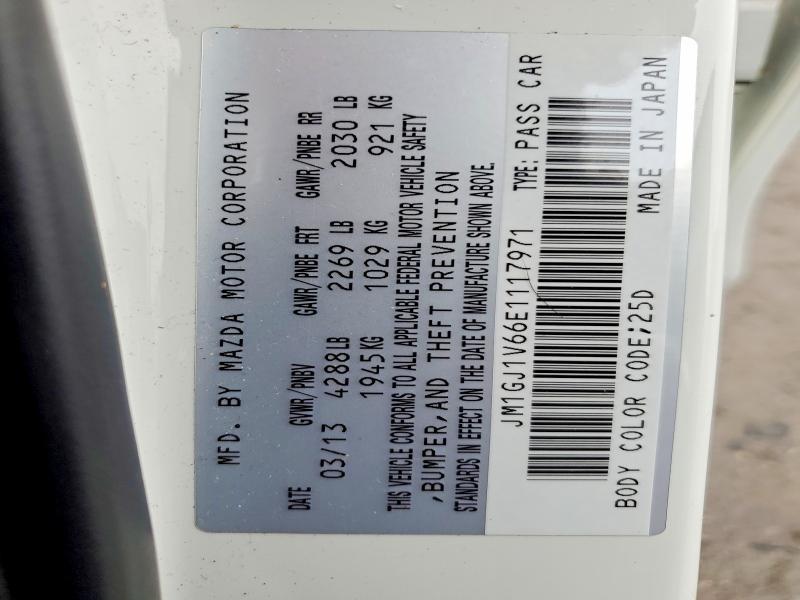 MFD. BY MAZDA MOTOR CORPORATION
DATE GVWR/PNBV GAWR/PNBE FRT GAWR/PNBE RR
03/13 4288LB 2269 LB 2030 LB
1945KG 1029 KG 921 KG
THIS VEHICLE CONFORMS TO ALL APPLICABLE FEDERAL MOTOR VEHICLE SAFETY
,BUMPER,AND THEFT PREVENTION
STANDARDS IN EFFECT ON THE DATE OF MANUFACTURE SHOWN ABOVE.
JM1GJ1V66E1117971 TYPE: PASS CAR
BODY COLOR CODE;25D MADE IN JAPAN